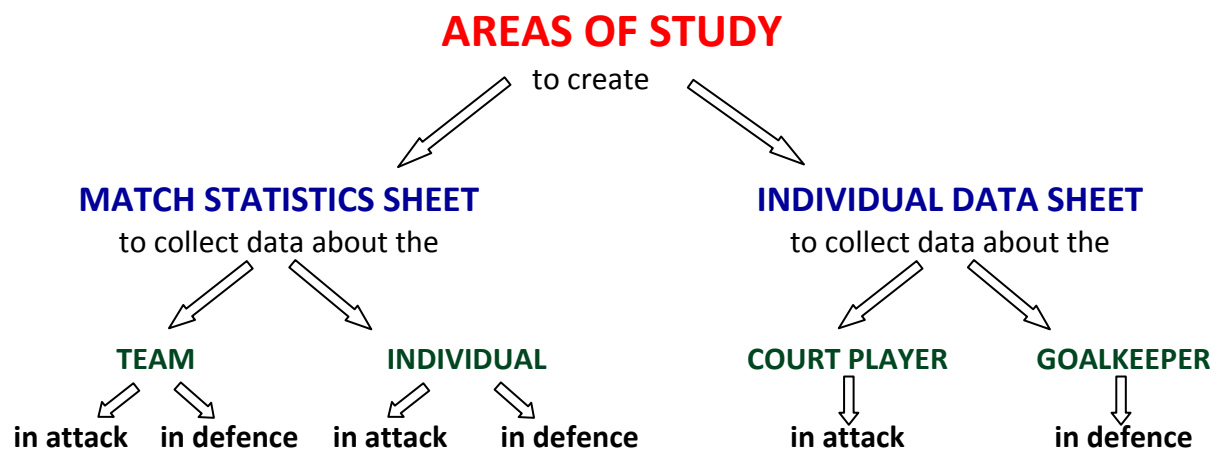 AREAS OF STUDY
to create
MATCH STATISTICS SHEET INDIVIDUAL DATA SHEET
to collect data about the to collect data about the
TEAM INDIVIDUAL COURT PLAYER GOALKEEPER
in attack in defence in attack in defence in attack in defence